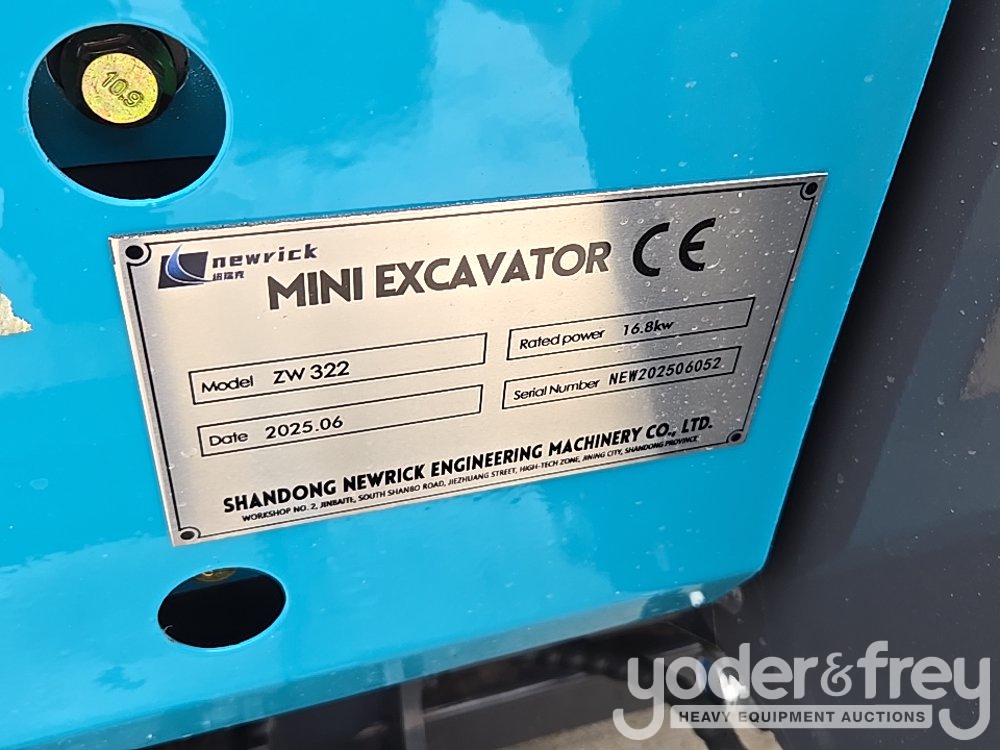 10.9
newrick
纽瑞克
MINI EXCAVATOR CE
Model ZW 322
Rated power 16.8kw
Date 2025.06
Serial Number NEW202506052
SHANDONG NEWRICK ENGINEERING MACHINERY CO., LTD.
WORKSHOP NO. 2, JINBAITE, SOUTH SHANBO ROAD, JIEZHUANG STREET, HIGH-TECH ZONE, JINING CITY, SHANDONG PROVINCE
yoder&frey
HEAVY EQUIPMENT AUCTIONS